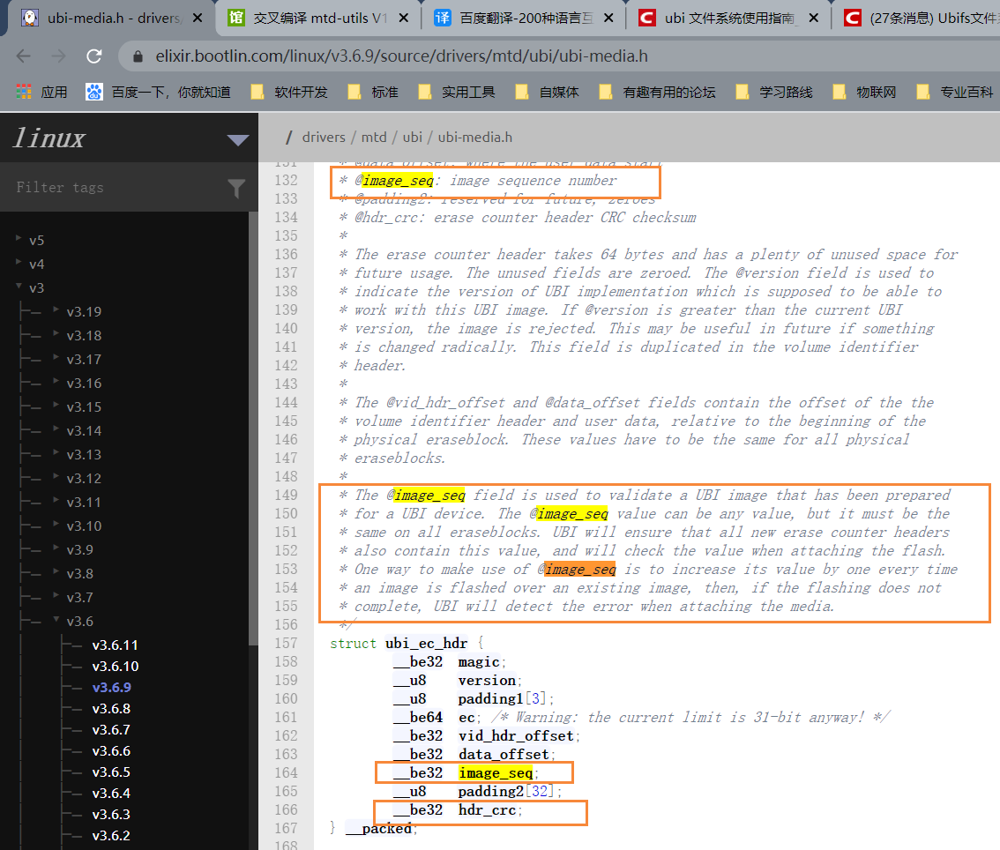 ubi-media.h - drivers/
馆 交叉编译 mtd-utils V1
译 百度翻译-200种语言互
C ubi 文件系统使用指南_
C (27条消息) Ubifs文件
elixir.bootlin.com/linux/v3.6.9/source/drivers/mtd/ubi/ubi-media.h
应用
百度一下，你就知道
软件开发
标准
实用工具
自媒体
有趣有用的论坛
学习路线
物联网
专业百科
linux
/ drivers / mtd / ubi / ubi-media.h
Filter tags
v5
v4
v3
v3.19
v3.18
v3.17
v3.16
v3.15
v3.14
v3.13
v3.12
v3.11
v3.10
v3.9
v3.8
v3.7
v3.6
v3.6.11
v3.6.10
v3.6.9
v3.6.8
v3.6.7
v3.6.6
v3.6.5
v3.6.4
v3.6.3
v3.6.2
131 * @data_offset: where the user data start
132 * @image_seq: image sequence number
133 * @padding2: reserved for future, zeroes
134 * @hdr_crc: erase counter header CRC checksum
135 *
136 * The erase counter header takes 64 bytes and has a plenty of unused space for
137 * future usage. The unused fields are zeroed. The @version field is used to
138 * indicate the version of UBI implementation which is supposed to be able to
139 * work with this UBI image. If @version is greater than the current UBI
140 * version, the image is rejected. This may be useful in future if something
141 * is changed radically. This field is duplicated in the volume identifier
142 * header.
143 *
144 * The @vid_hdr_offset and @data_offset fields contain the offset of the the
145 * volume identifier header and user data, relative to the beginning of the
146 * physical eraseblock. These values have to be the same for all physical
147 * eraseblocks.
148 *
149 * The @image_seq field is used to validate a UBI image that has been prepared
150 * for a UBI device. The @image_seq value can be any value, but it must be the
151 * same on all eraseblocks. UBI will ensure that all new erase counter headers
152 * also contain this value, and will check the value when attaching the flash.
153 * One way to make use of @image_seq is to increase its value by one every time
154 * an image is flashed over an existing image, then, if the flashing does not
155 * complete, UBI will detect the error when attaching the media.
156 */
157 struct ubi_ec_hdr {
158 __be32 magic;
159 __u8 version;
160 __u8 padding1[3];
161 __be64 ec; /* Warning: the current limit is 31-bit anyway! */
162 __be32 vid_hdr_offset;
163 __be32 data_offset;
164 __be32 image_seq;
165 __u8 padding2[32];
166 __be32 hdr_crc;
167 } __packed;
168